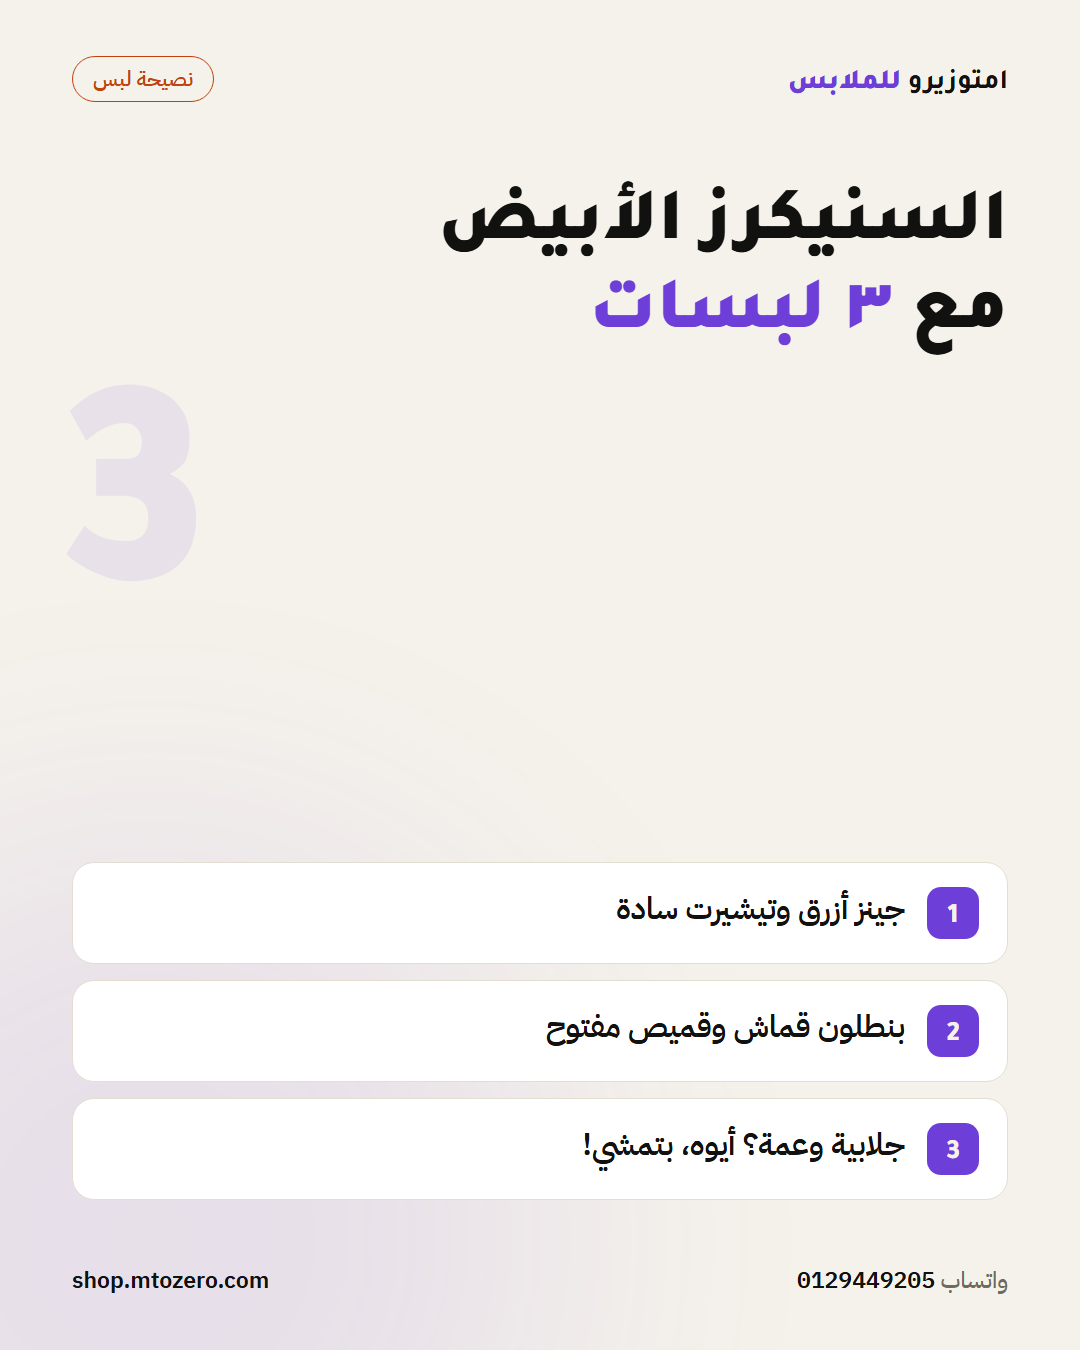 امتوزيرو للملابس
نصيحة لبس
السنيكرز الأبيض
مع ٣ لبسات
3
1 جينز أزرق وتيشيرت سادة
2 بنطلون قماش وقميص مفتوح
3 جلابية وعمة؟ أيوه، بتمشي!
واتساب 0129449205
shop.mtozero.com